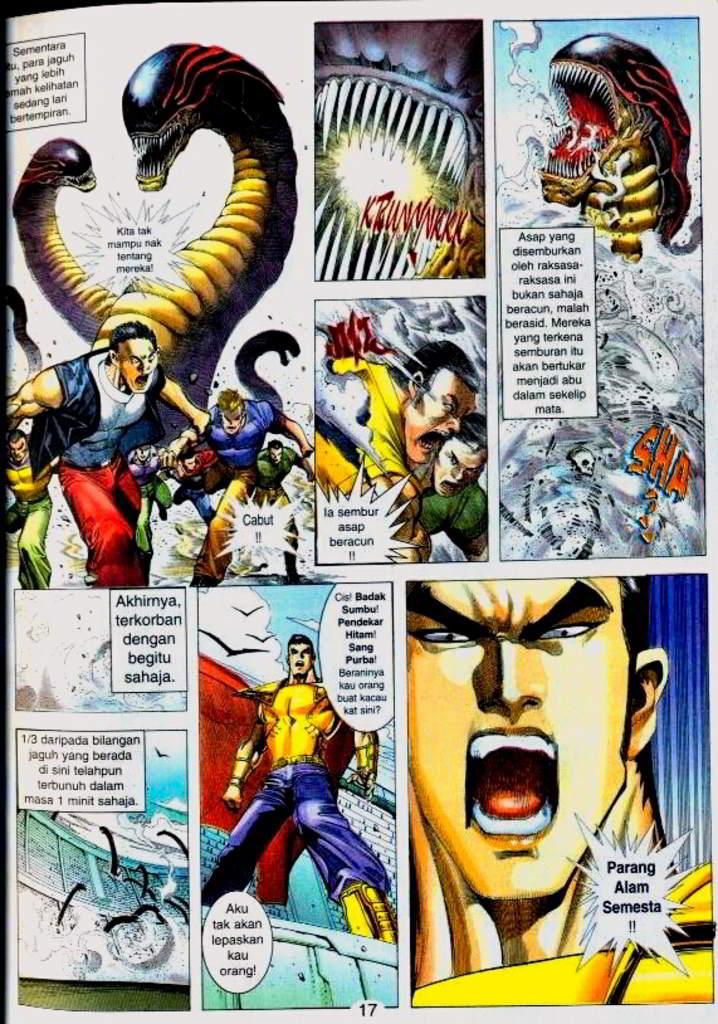 Sementara
itu, para jaguh
yang lebih
lemah kelihatan
sedang lari
bertempiran.
Kita tak
mampu nak
tentang
mereka!
Cabut
!!
Ia sembur
asap
beracun
!!
Asap yang
disemburkan
oleh raksasa-
raksasa ini
bukan sahaja
beracun, malah
berasid. Mereka
yang terkena
semburan itu
akan bertukar
menjadi abu
dalam sekelip
mata.
SHA
Akhirnya,
terkorban
dengan
begitu
sahaja.
1/3 daripada bilangan
jaguh yang berada
di sini telahpun
terbunuh dalam
masa 1 minit sahaja.
Cis! Badak
Sumbu!
Pendekar
Hitam!
Sang
Purba!
Beraninya
kau orang
buat kacau
kat sini?
Aku
tak akan
lepaskan
kau
orang!
Parang
Alam
Semesta
!!
17